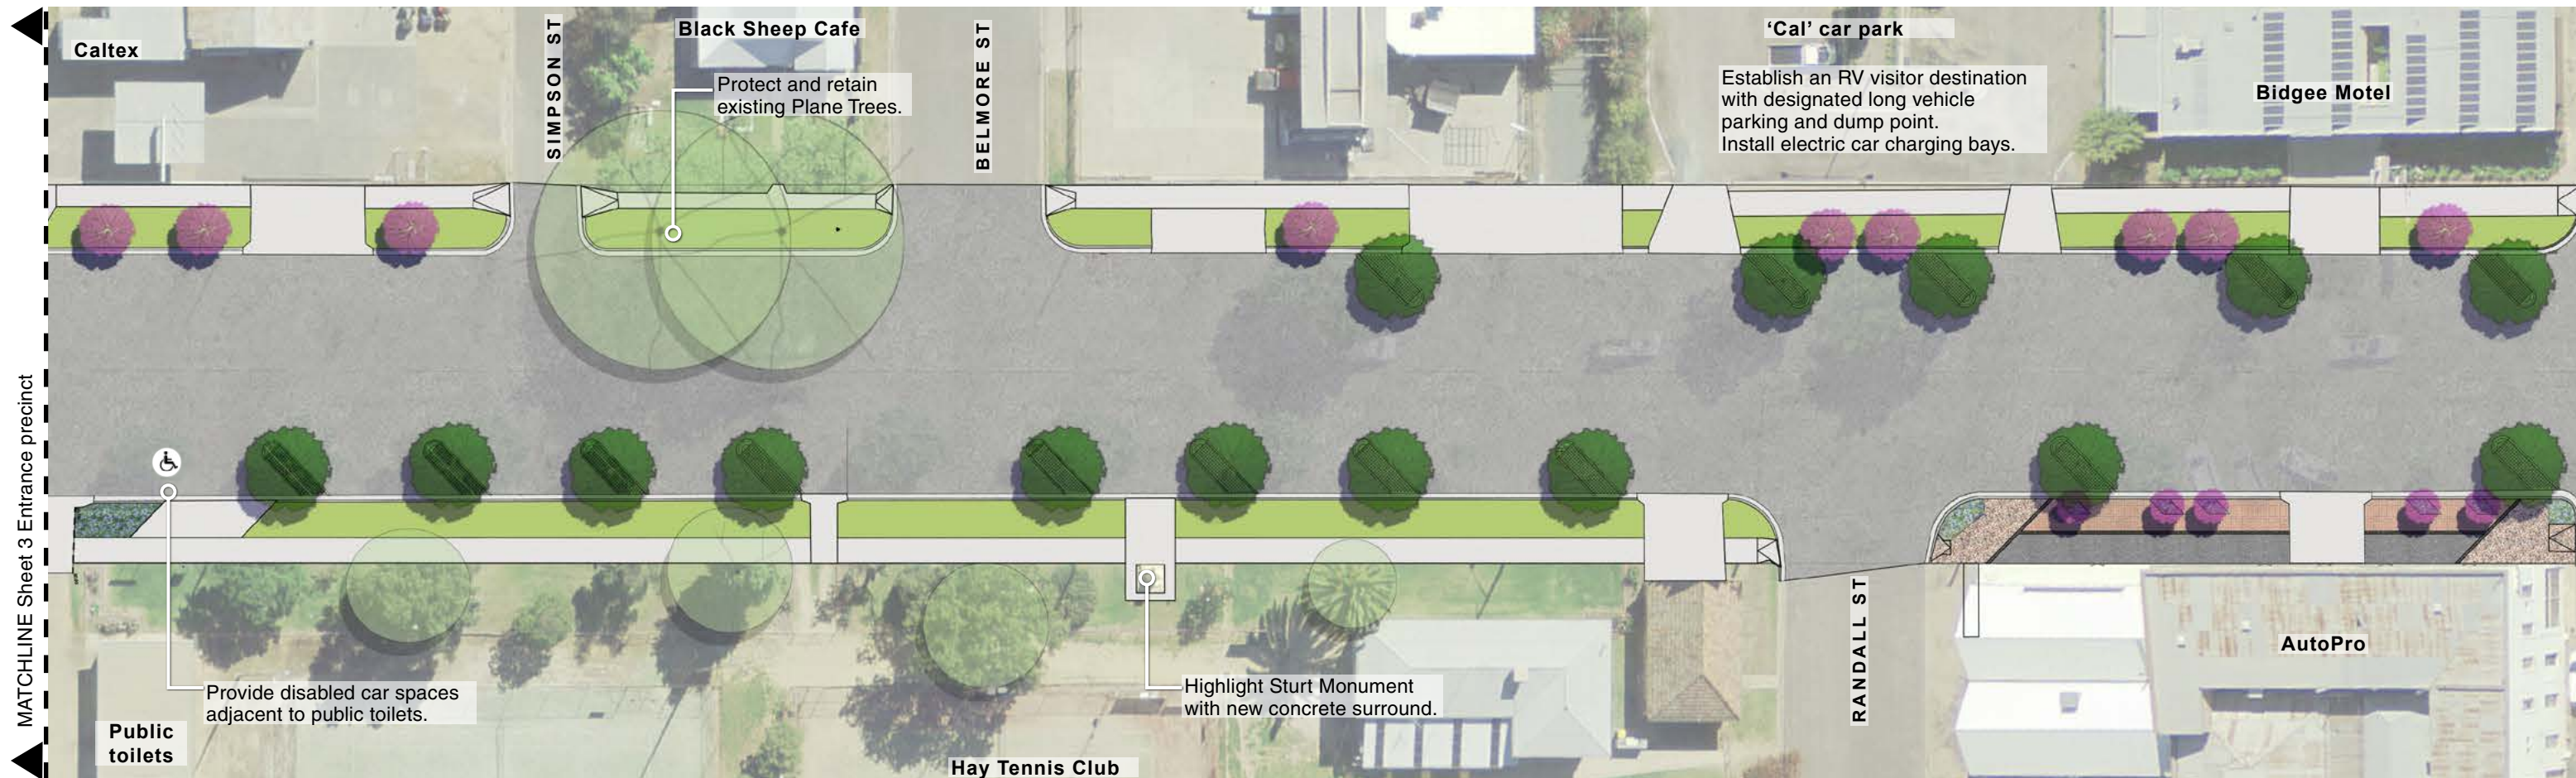 Caltex
SIMPSON ST
Black Sheep Cafe
Protect and retain
existing Plane Trees.
BELMORE ST
‘Cal’ car park
Establish an RV visitor destination
with designated long vehicle
parking and dump point.
Install electric car charging bays.
Bidgee Motel
MATCHLINE Sheet 3 Entrance precinct
Provide disabled car spaces
adjacent to public toilets.
Public
toilets
Highlight Sturt Monument
with new concrete surround.
Hay Tennis Club
RANDALL ST
AutoPro